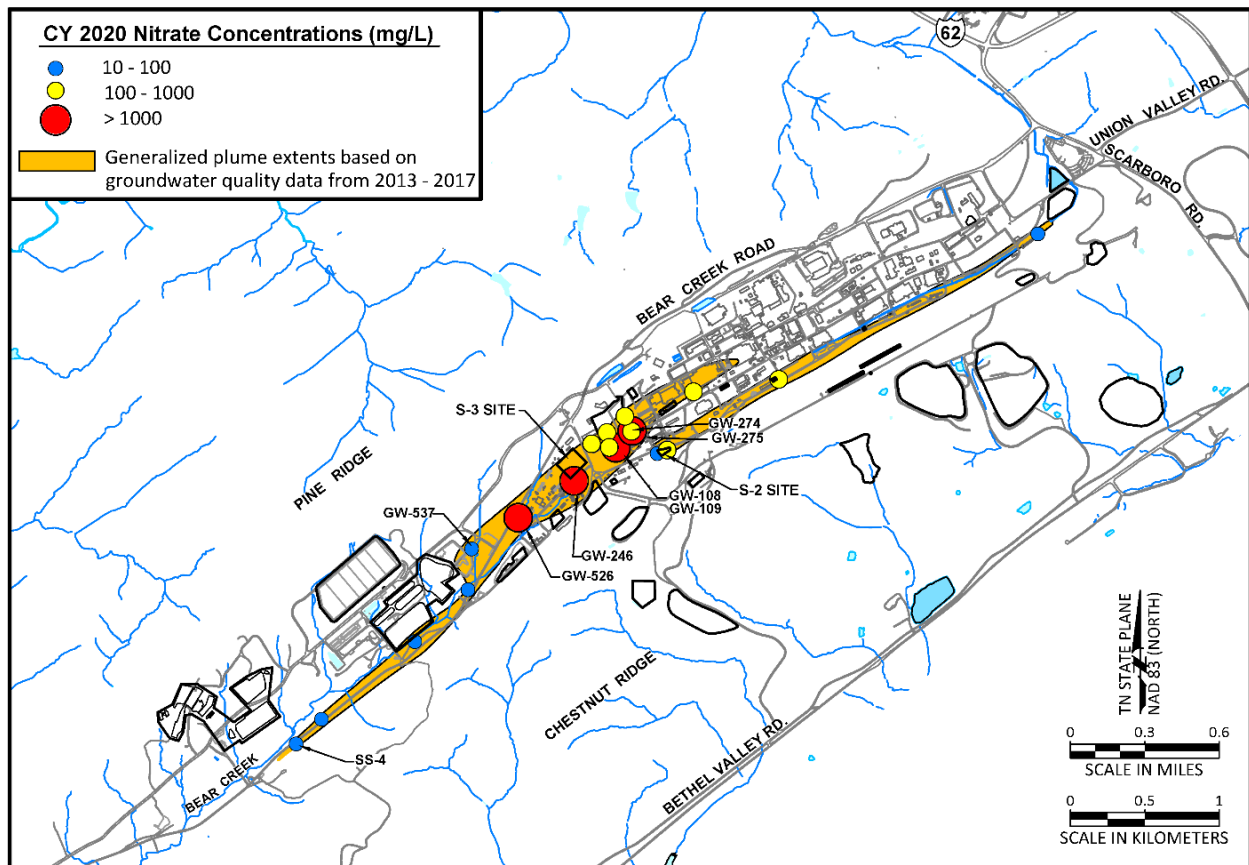 CY 2020 Nitrate Concentrations (mg/L)
10 - 100
100 - 1000
> 1000
Generalized plume extents based on
groundwater quality data from 2013 - 2017
62
UNION VALLEY RD.
SCARBORO RD.
BEAR CREEK ROAD
S-3 SITE
GW-274
GW-275
PINE RIDGE
S-2 SITE
GW-108
GW-109
GW-537
GW-246
GW-526
CHESTNUT RIDGE
BETHEL VALLEY RD.
SS-4
BEAR CREEK
TN STATE PLANE
NAD 83 (NORTH)
0 0.3 0.6
SCALE IN MILES
0 0.5 1
SCALE IN KILOMETERS